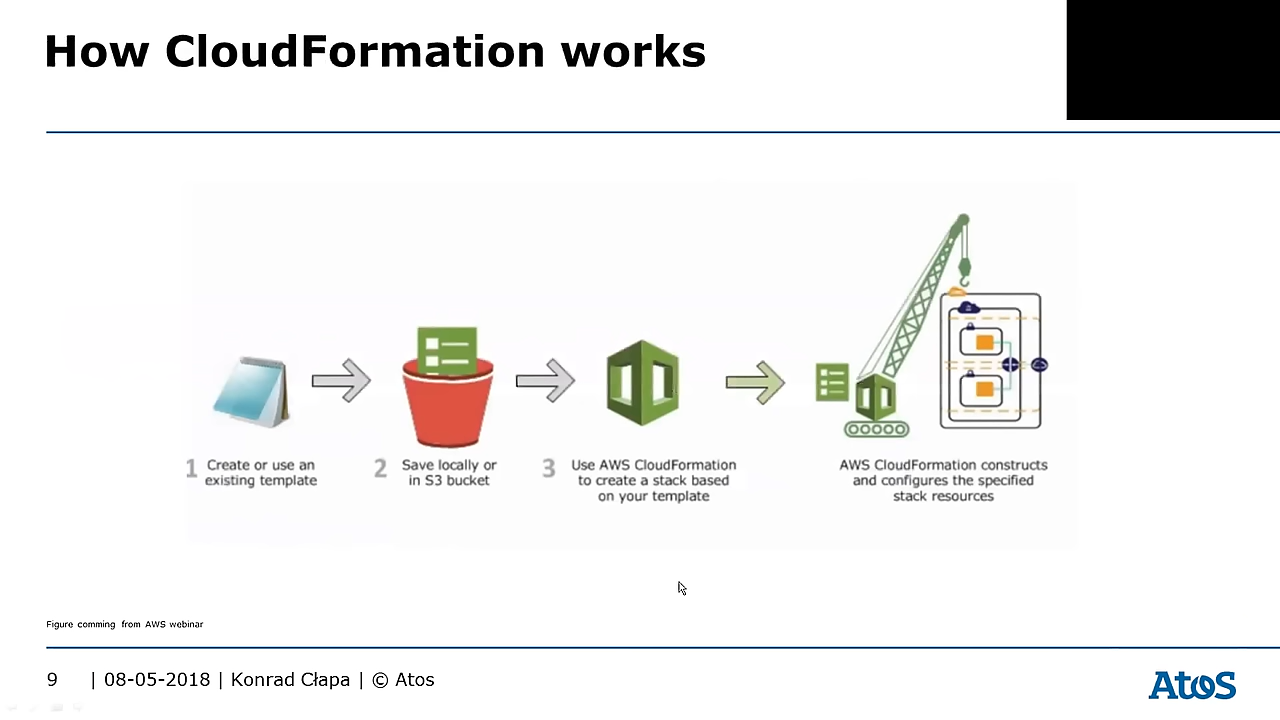 How CloudFormation works
1 Create or use an
existing template
2 Save locally or
in S3 bucket
3 Use AWS CloudFormation
to create a stack based
on your template
AWS CloudFormation constructs
and configures the specified
stack resources
Figure comming from AWS webinar
9 | 08-05-2018 | Konrad Cłapa | © Atos
Atos